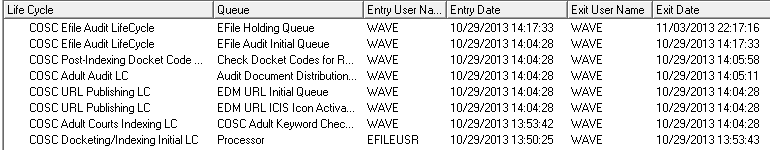 Life Cycle Queue Entry User Na... Entry Date Exit User Name Exit Date
COSC Efile Audit LifeCycle EFile Holding Queue WAVE 10/29/2013 14:17:33 WAVE 11/03/2013 22:17:16
COSC Efile Audit LifeCycle EFile Audit Initial Queue WAVE 10/29/2013 14:04:28 WAVE 10/29/2013 14:17:33
COSC Post-Indexing Docket Code ... Check Docket Codes for R... WAVE 10/29/2013 14:04:28 WAVE 10/29/2013 14:05:58
COSC Adult Audit LC Audit Document Distribution... WAVE 10/29/2013 14:04:28 WAVE 10/29/2013 14:05:11
COSC URL Publishing LC EDM URL Initial Queue WAVE 10/29/2013 14:04:28 WAVE 10/29/2013 14:04:28
COSC URL Publishing LC EDM URL ICIS Icon Activa... WAVE 10/29/2013 14:04:28 WAVE 10/29/2013 14:04:28
COSC Adult Courts Indexing LC COSC Adult Keyword Chec... WAVE 10/29/2013 13:53:42 WAVE 10/29/2013 14:04:28
COSC Docketing/Indexing Initial LC Processor EFILEUSR 10/29/2013 13:50:25 WAVE 10/29/2013 13:53:43